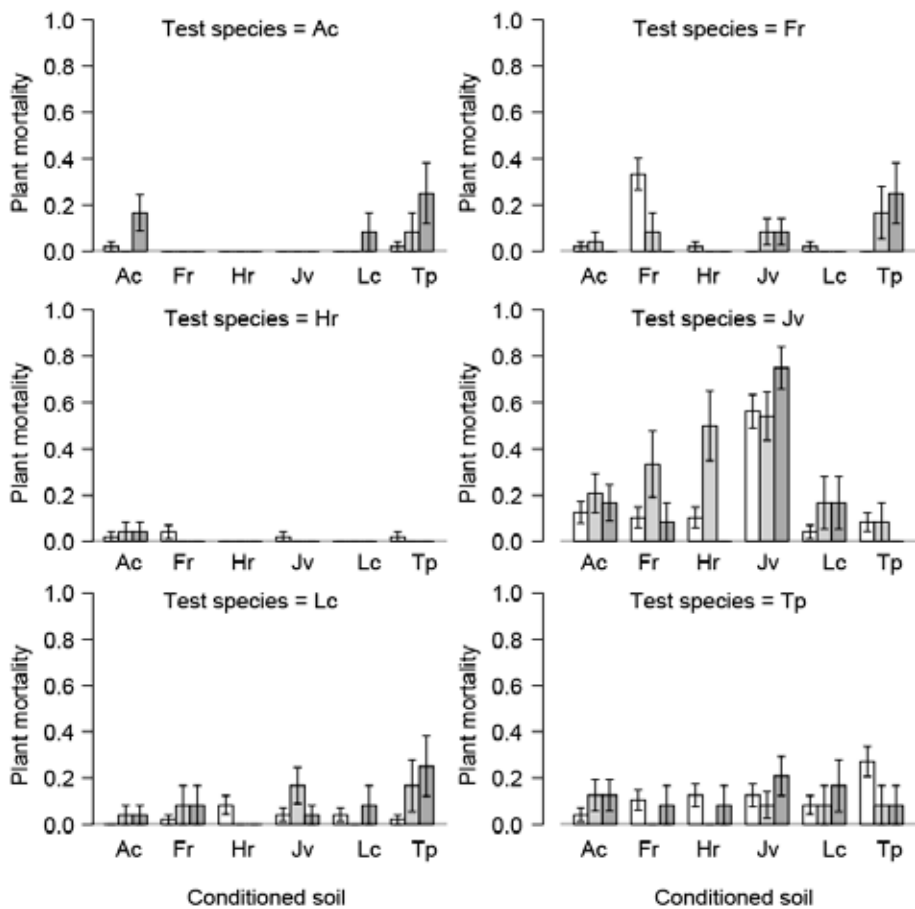 Test species = Ac
Plant mortality
1.0
0.8
0.6
0.4
0.2
0.0
Ac Fr Hr Jv Lc Tp
Test species = Fr
Plant mortality
1.0
0.8
0.6
0.4
0.2
0.0
Ac Fr Hr Jv Lc Tp
Test species = Hr
Plant mortality
1.0
0.8
0.6
0.4
0.2
0.0
Ac Fr Hr Jv Lc Tp
Test species = Jv
Plant mortality
1.0
0.8
0.6
0.4
0.2
0.0
Ac Fr Hr Jv Lc Tp
Test species = Lc
Plant mortality
1.0
0.8
0.6
0.4
0.2
0.0
Ac Fr Hr Jv Lc Tp
Conditioned soil
Test species = Tp
Plant mortality
1.0
0.8
0.6
0.4
0.2
0.0
Ac Fr Hr Jv Lc Tp
Conditioned soil